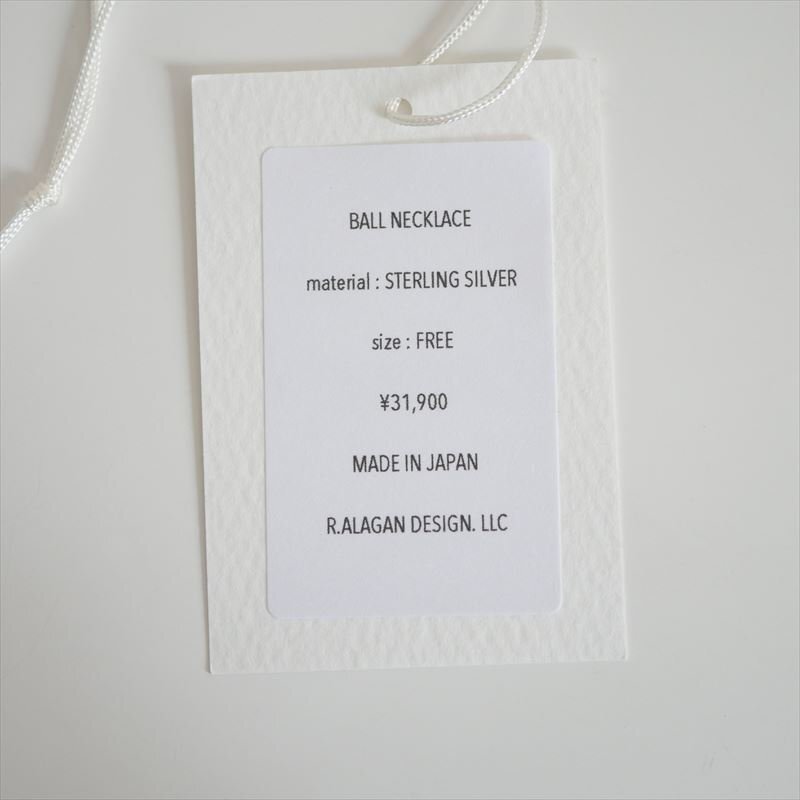 BALL NECKLACE
material : STERLING SILVER
size : FREE
¥31,900
MADE IN JAPAN
R.ALAGAN DESIGN. LLC